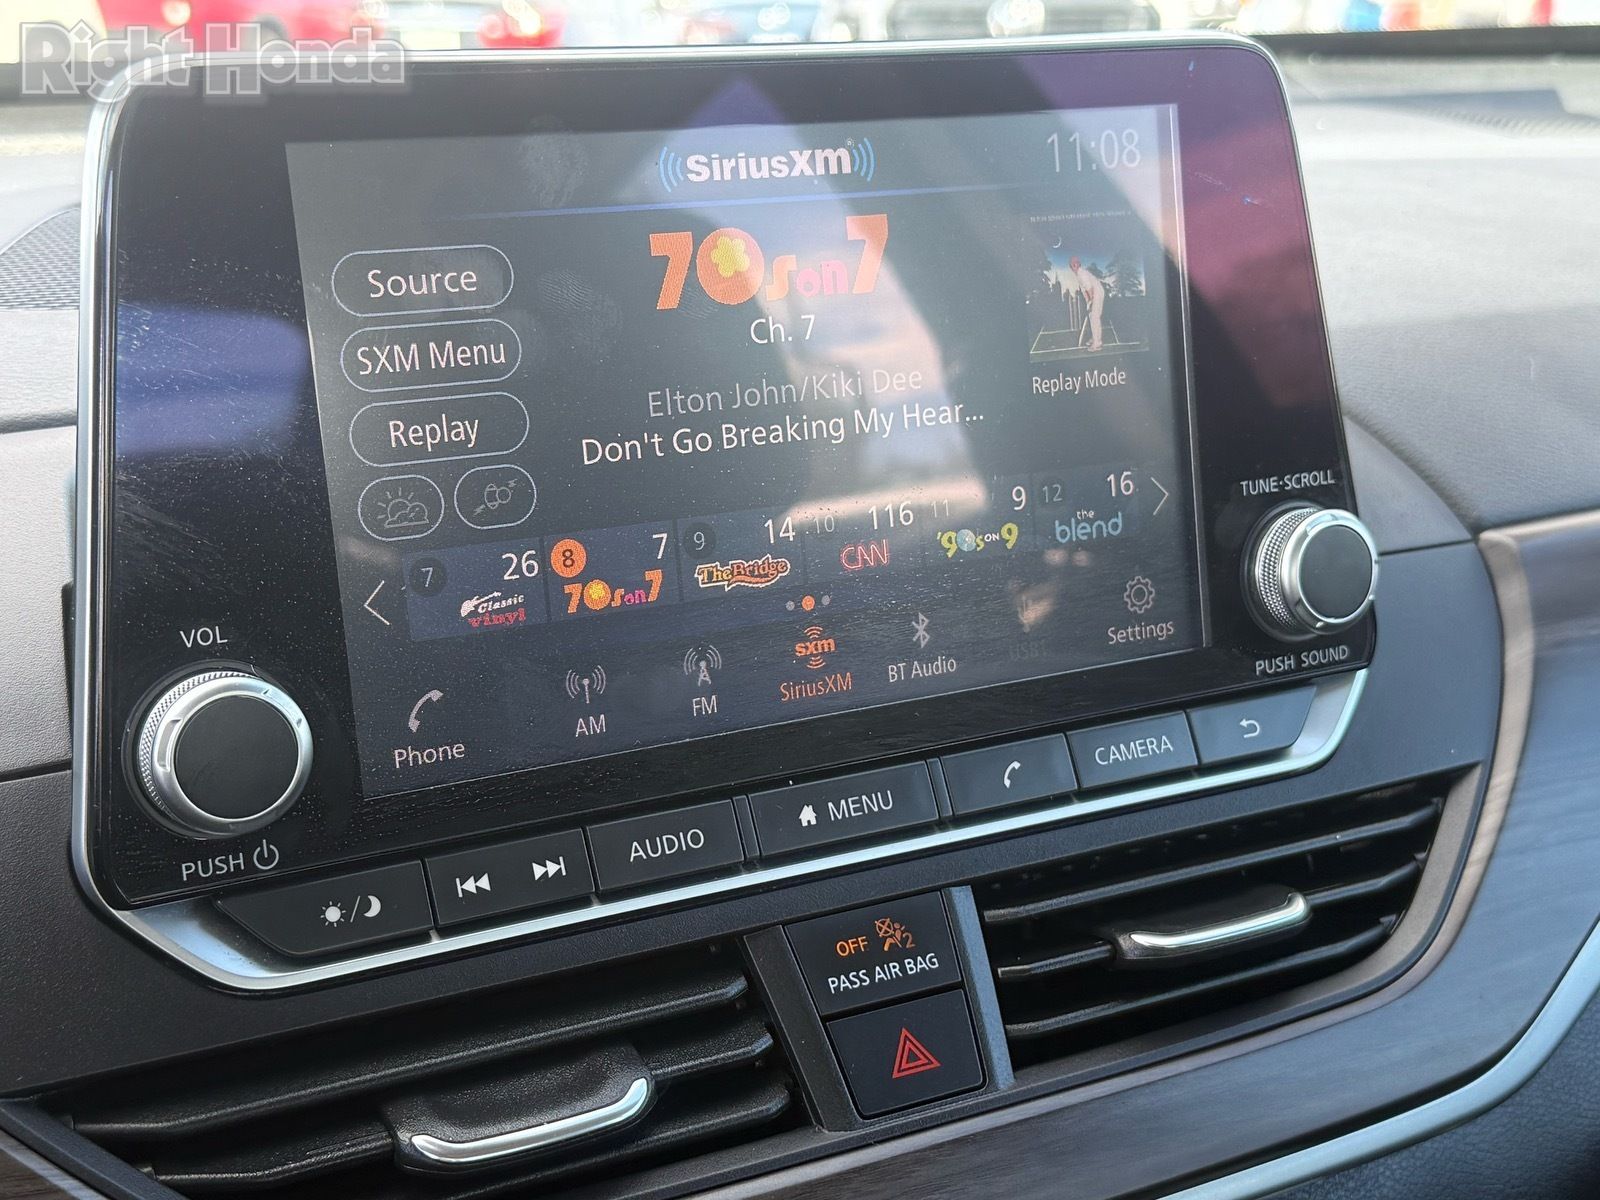 Right Honda
SiriusXM
11:08
Source
SXM Menu
Replay
70s on 7
Ch. 7
Elton John/Kiki Dee
Don't Go Breaking My Hear...
Replay Mode
7 26 Classic vinyl
8 7 70s on 7
9 14 The Bridge
10 116 CNN
11 9 '90s on 9
12 16 the blend
Phone
AM
FM
sxm
SiriusXM
BT Audio
USB1
Settings
VOL
PUSH
TUNE·SCROLL
PUSH SOUND
AUDIO
MENU
CAMERA
OFF 2
PASS AIR BAG